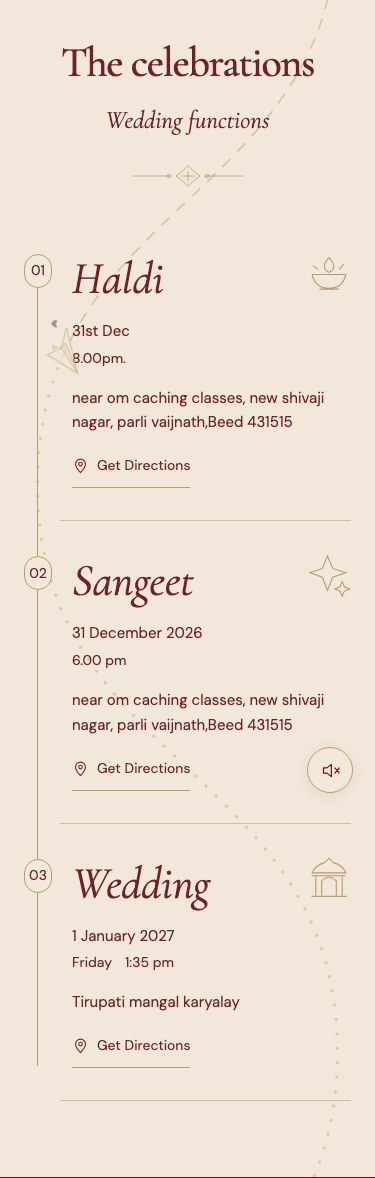 The celebrations
Wedding functions
01
Haldi
31st Dec
8.00pm.
near om caching classes, new shivaji
nagar, parli vaijnath,Beed 431515
Get Directions
02
Sangeet
31 December 2026
6.00 pm
near om caching classes, new shivaji
nagar, parli vaijnath,Beed 431515
Get Directions
03
Wedding
1 January 2027
Friday 1:35 pm
Tirupati mangal karyalay
Get Directions